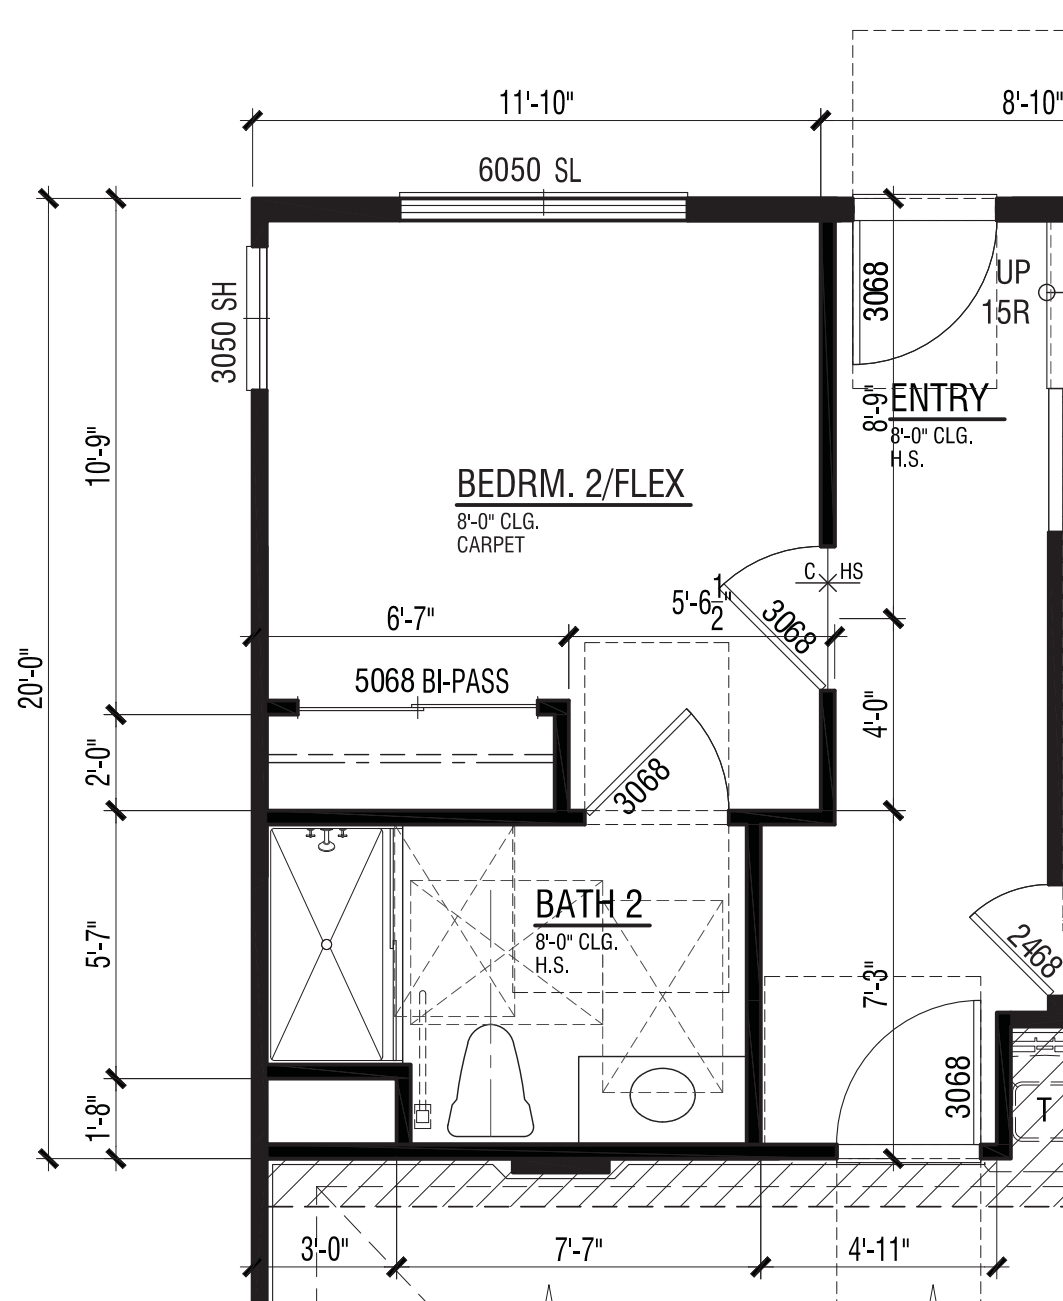 11'-10"
8'-10"
6050 SL
3050 SH
3068
UP
15R
8'-9"
ENTRY
8'-0" CLG.
H.S.
10'-9"
BEDRM. 2/FLEX
8'-0" CLG.
CARPET
C HS
6'-7"
5'-6 1/2"
3068
20'-0"
5068 BI-PASS
4'-0"
2'-0"
3068
BATH 2
8'-0" CLG.
H.S.
5'-7"
7'-3"
2468
1'-8"
3068
T
3'-0"
7'-7"
4'-11"